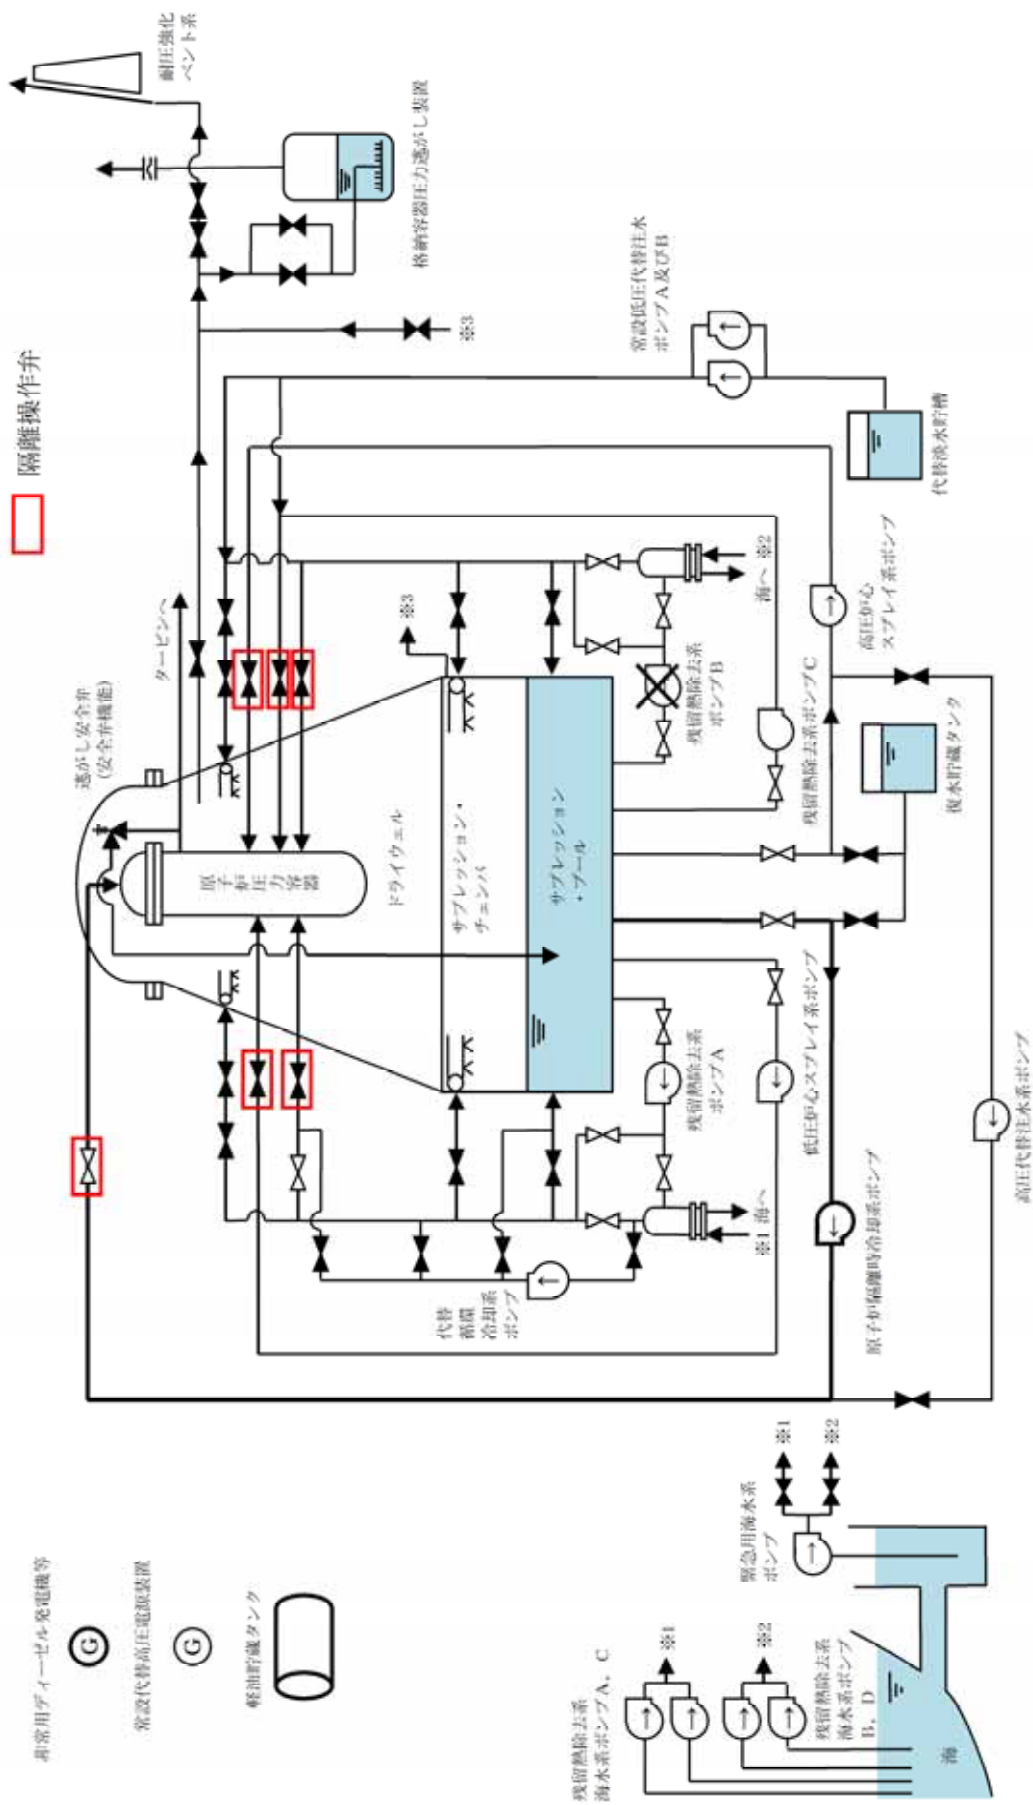 非常用ディーゼル発電機等
G
常設代替高圧電源装置
G
軽油貯蔵タンク
隔離操作弁
耐圧強化
ベント系
格納容器圧力逃がし装置
※3
逃がし安全弁
(安全弁機能)
タービンへ
原子炉圧力容器
ドライウェル
サプレッション・
チェンバ
サプレッション
・プール
※3
常設低圧代替注水
ポンプA及びB
代替淡水貯槽
海へ ※2
残留熱除去系
ポンプB
残留熱除去系ポンプC
高圧炉心
スプレイ系ポンプ
復水貯蔵タンク
残留熱除去系
ポンプA
低圧炉心スプレイ系ポンプ
※1 海へ
代替
循環
冷却系
ポンプ
原子炉隔離時冷却系ポンプ
高圧代替注水系ポンプ
緊急用海水系
ポンプ
※1
※2
残留熱除去系
海水系ポンプA,C
※1
※2
残留熱除去系
海水系ポンプ
B,D
海